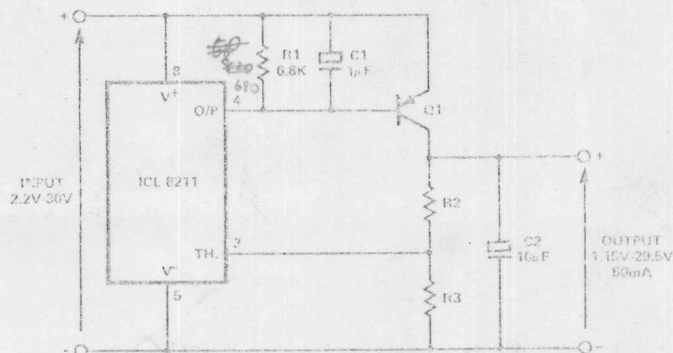 +
8
V+
O/P
4
680
R1
6.8K
C1
1µF
Q1
+
INPUT
2.2V-30V
ICL 8211
TH.
3
V-
5
R2
R3
C2
10µF
OUTPUT
1.15V-29.5V
50mA
-
-